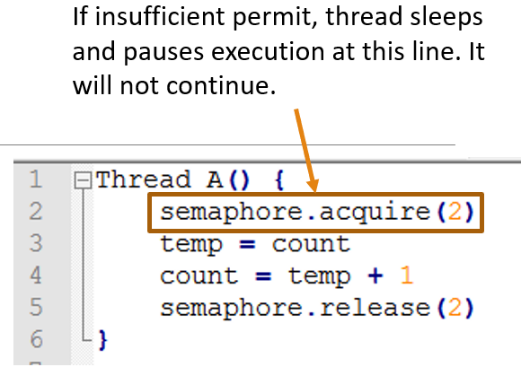 If insufficient permit, thread sleeps
and pauses execution at this line. It
will not continue.
1 Thread A() {
2 semaphore.acquire(2)
3 temp = count
4 count = temp + 1
5 semaphore.release(2)
6 }